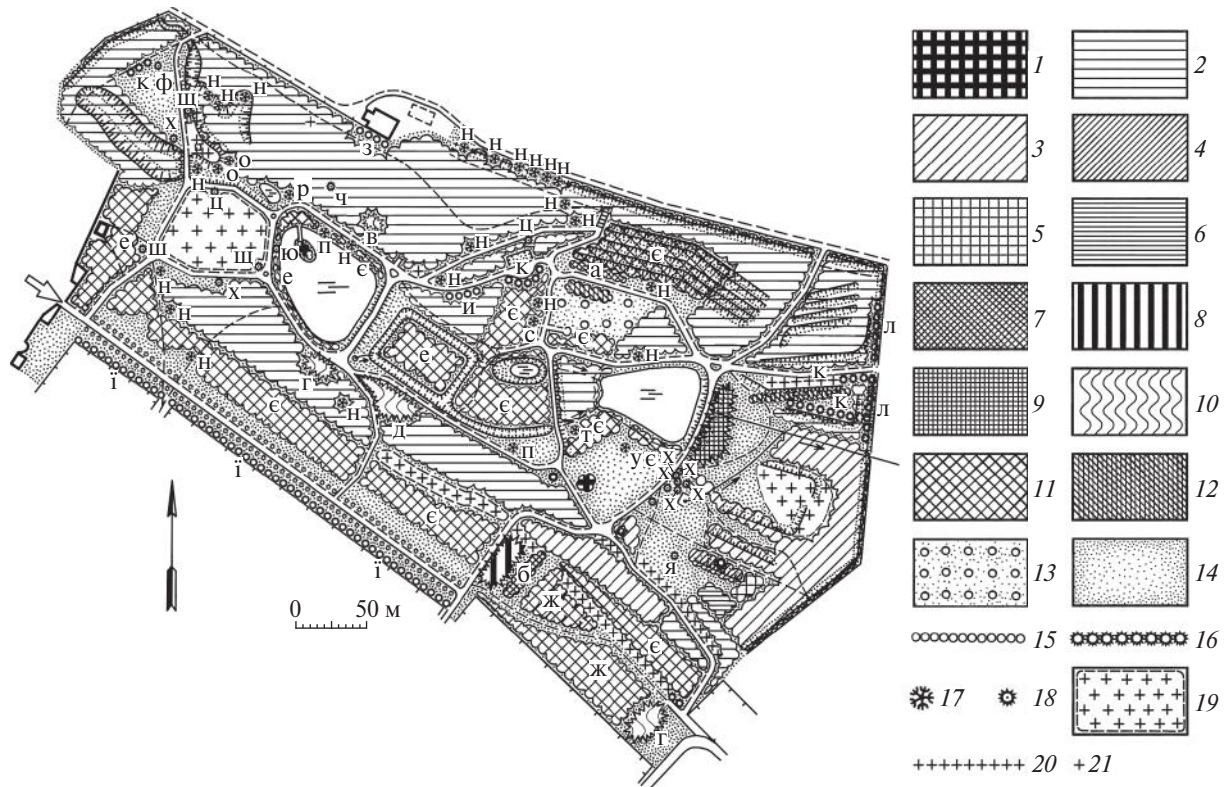 1 2
к ф н н
щ н
3 4
х з н н н н н
о
о
н ц р ч н
5 6
в н ц н
е ю п н є
ш щ е є
н к а
7 8
х н и н
н є є л
с н
н е
г є к
9 10
ї є н к л
д т є
п у є х
х х
х х
11 12
ї є
я
б ж
13 14
ї
0 50 м
є
ж
15 16
г
17 18 19
20 21